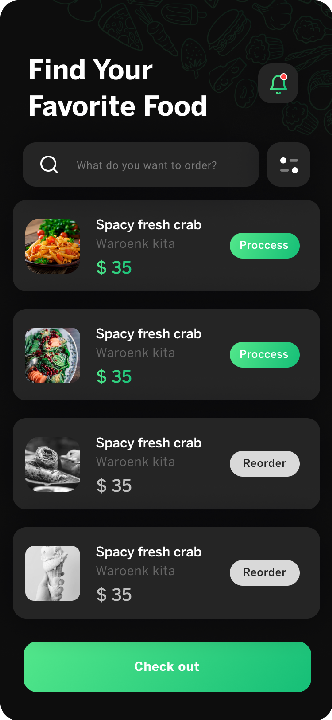 Find Your
Favorite Food
What do you want to order?
Spacy fresh crab
Waroenk kita
$ 35
Proccess
Spacy fresh crab
Waroenk kita
$ 35
Proccess
Spacy fresh crab
Waroenk kita
$ 35
Reorder
Spacy fresh crab
Waroenk kita
$ 35
Reorder
Check out